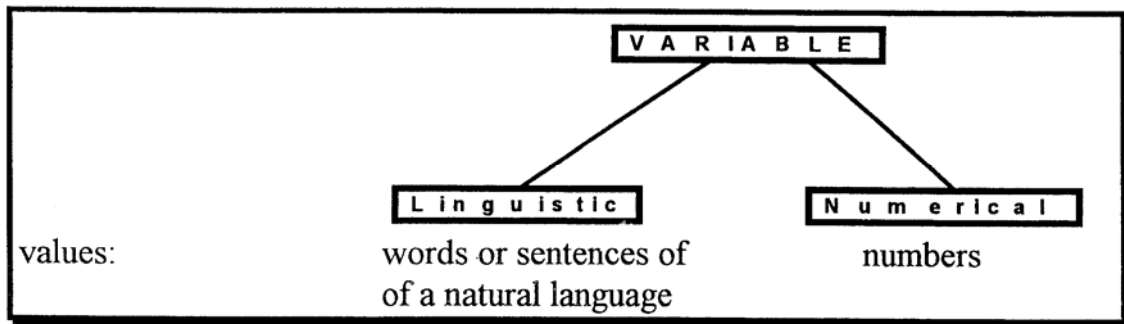 VARIABLE
Linguistic Numerical
values: words or sentences of numbers
of a natural language